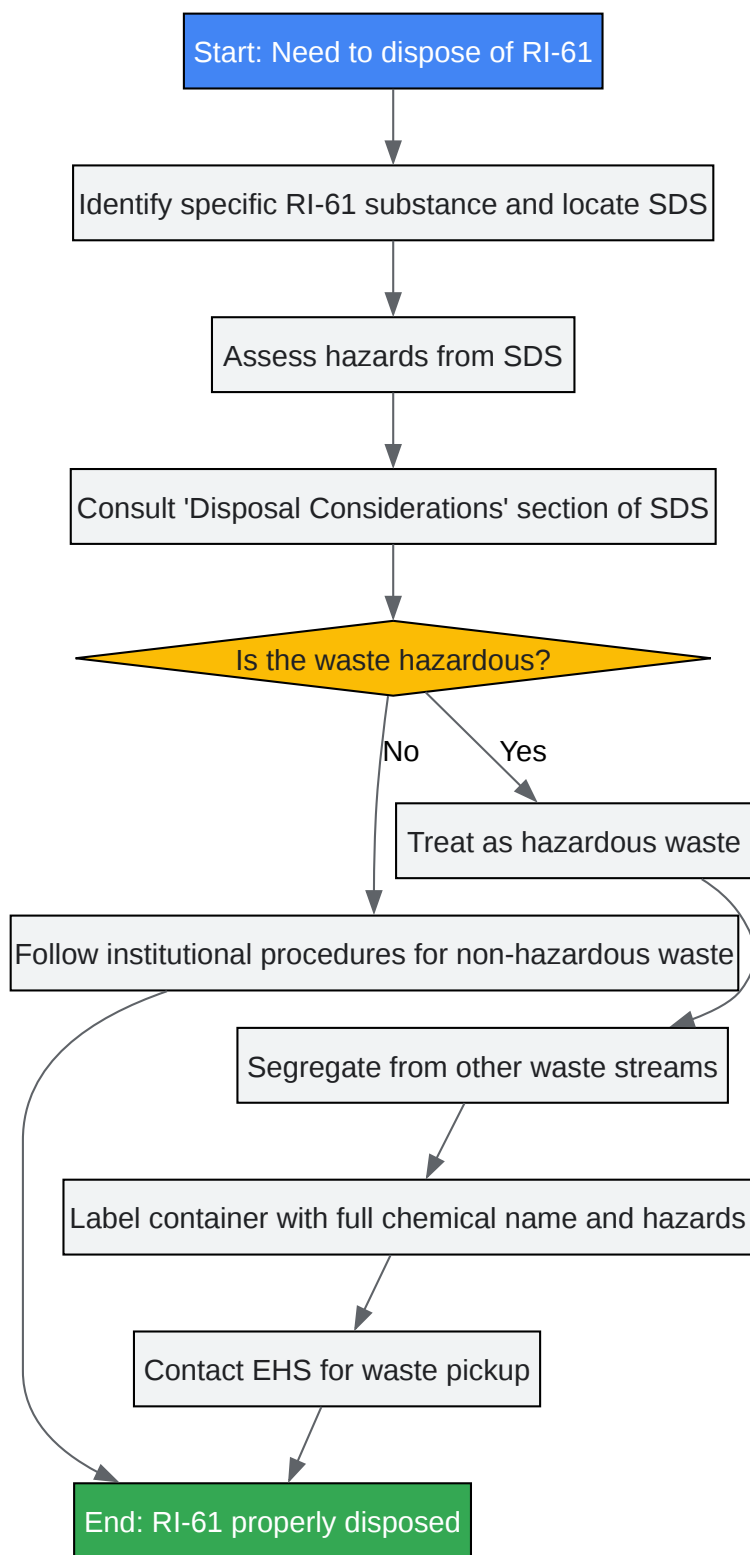 Start: Need to dispose of RI-61
Identify specific RI-61 substance and locate SDS
Assess hazards from SDS
Consult 'Disposal Considerations' section of SDS
Is the waste hazardous?
No
Yes
Treat as hazardous waste
Follow institutional procedures for non-hazardous waste
Segregate from other waste streams
Label container with full chemical name and hazards
Contact EHS for waste pickup
End: RI-61 properly disposed